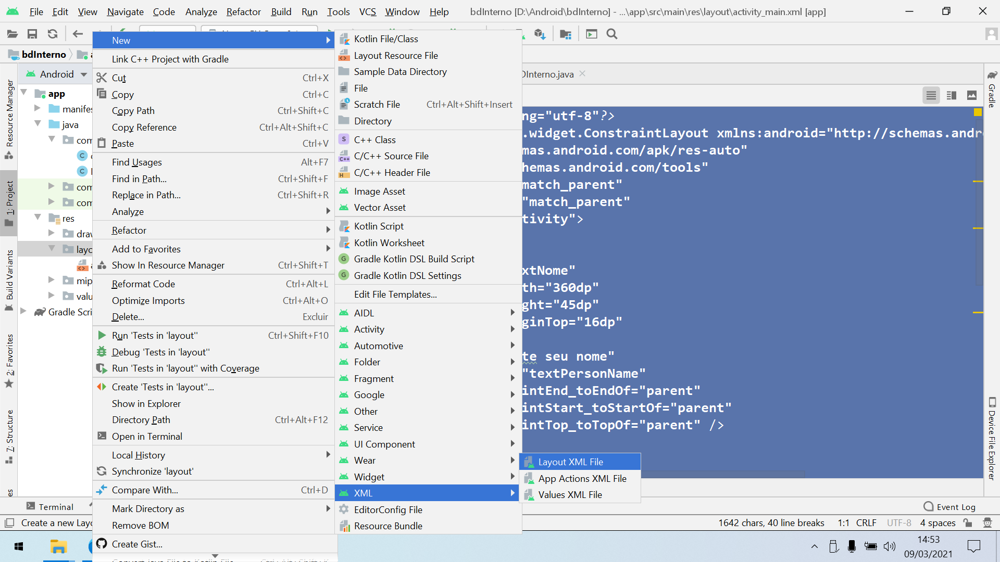 File Edit View Navigate Code Analyze Refactor Build Run Tools VCS Window Help bdInterno [D:\Android\bdInterno] - ...\app\src\main\res\layout\activity_main.xml [app]
bdInterno
Android
DInterno.java
app
manifes
java
com
com
com
res
draw
layo
mip
valu
Gradle Scri
Resource Manager
1: Project
Build Variants
2: Favorites
7: Structure
Gradle
Device File Explorer
New
Link C++ Project with Gradle
Cut Ctrl+X
Copy Ctrl+C
Copy Path Ctrl+Shift+C
Copy Reference Ctrl+Alt+Shift+C
Paste Ctrl+V
Find Usages Alt+F7
Find in Path... Ctrl+Shift+F
Replace in Path... Ctrl+Shift+R
Analyze
Refactor
Add to Favorites
Show In Resource Manager Ctrl+Shift+T
Reformat Code Ctrl+Alt+L
Optimize Imports Ctrl+Alt+O
Delete... Excluir
Run 'Tests in 'layout'' Ctrl+Shift+F10
Debug 'Tests in 'layout''
Run 'Tests in 'layout'' with Coverage
Create 'Tests in 'layout''...
Show in Explorer
Directory Path Ctrl+Alt+F12
Open in Terminal
Local History
Synchronize 'layout'
Compare With... Ctrl+D
Mark Directory as
Remove BOM
Create Gist...
Kotlin File/Class
Layout Resource File
Sample Data Directory
File
Scratch File Ctrl+Alt+Shift+Insert
Directory
C++ Class
C/C++ Source File
C/C++ Header File
Image Asset
Vector Asset
Kotlin Script
Kotlin Worksheet
Gradle Kotlin DSL Build Script
Gradle Kotlin DSL Settings
Edit File Templates...
AIDL
Activity
Automotive
Folder
Fragment
Google
Other
Service
UI Component
Wear
Widget
XML
EditorConfig File
Resource Bundle
Layout XML File
App Actions XML File
Values XML File
ng="utf-8"?>
.widget.ConstraintLayout xmlns:android="http://schemas.andr
mas.android.com/apk/res-auto"
hemas.android.com/tools"
match_parent"
"match_parent"
tivity">
xtNome"
th="360dp"
ght="45dp"
ginTop="16dp"
te seu nome"
"textPersonName"
intEnd_toEndOf="parent"
intStart_toStartOf="parent"
intTop_toTopOf="parent" />
Terminal
Event Log
Create a new Layo
1642 chars, 40 line breaks 1:1 CRLF UTF-8 4 spaces
14:53
09/03/2021